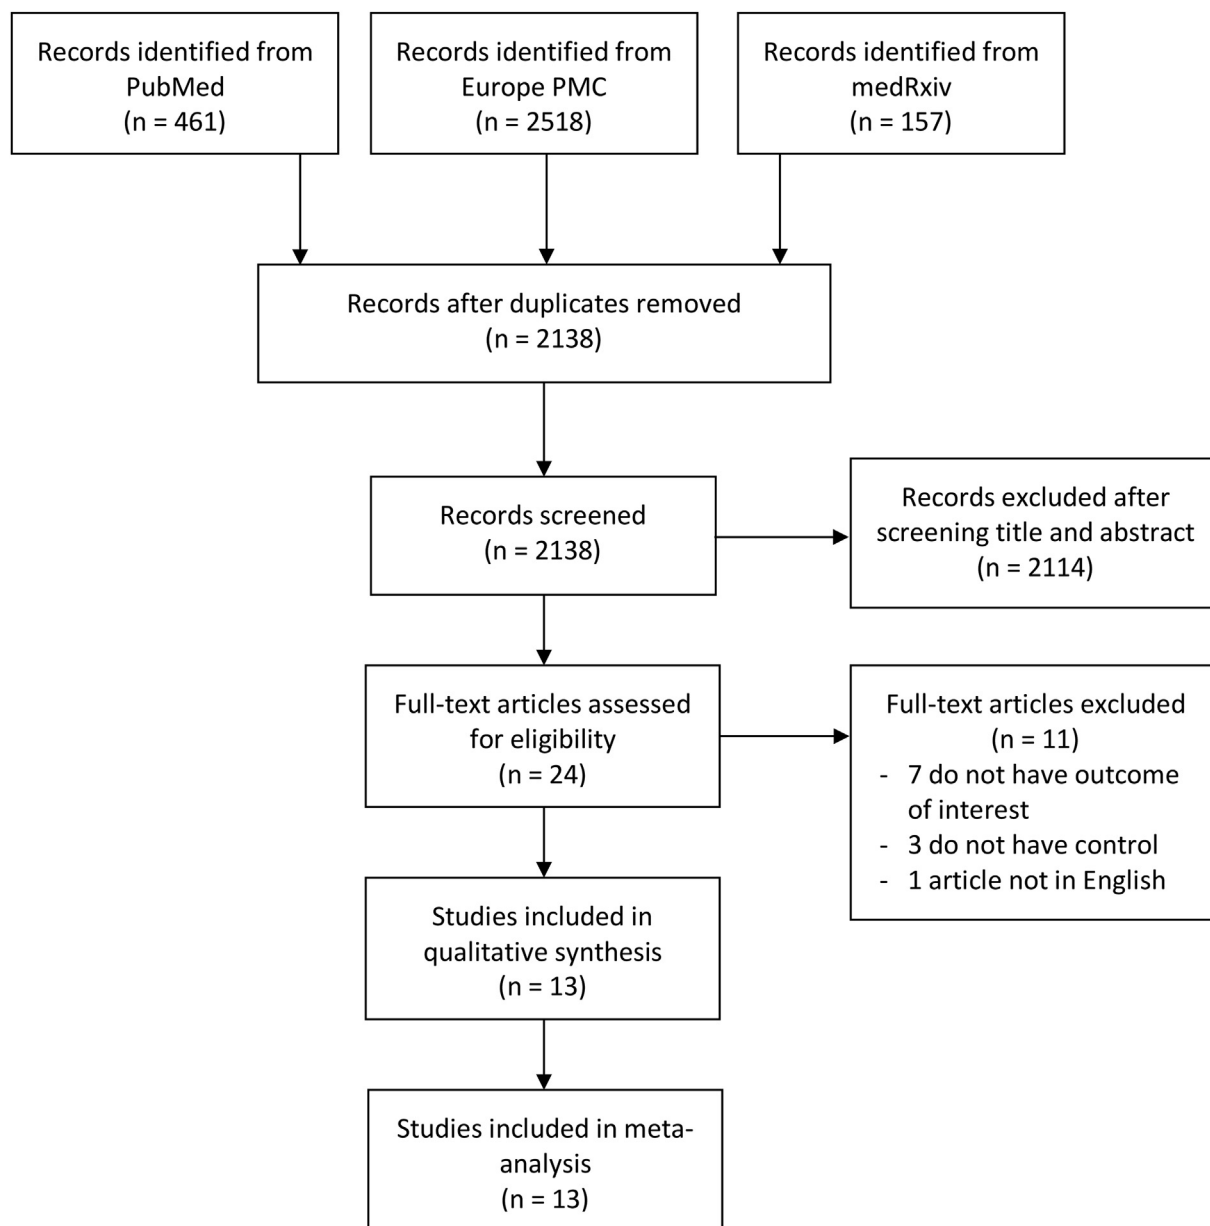 Records identified from
PubMed
(n = 461)
Records identified from
Europe PMC
(n = 2518)
Records identified from
medRxiv
(n = 157)
Records after duplicates removed
(n = 2138)
Records screened
(n = 2138)
Records excluded after
screening title and abstract
(n = 2114)
Full-text articles assessed
for eligibility
(n = 24)
Full-text articles excluded
(n = 11)
- 7 do not have outcome
of interest
- 3 do not have control
- 1 article not in English
Studies included in
qualitative synthesis
(n = 13)
Studies included in meta-
analysis
(n = 13)